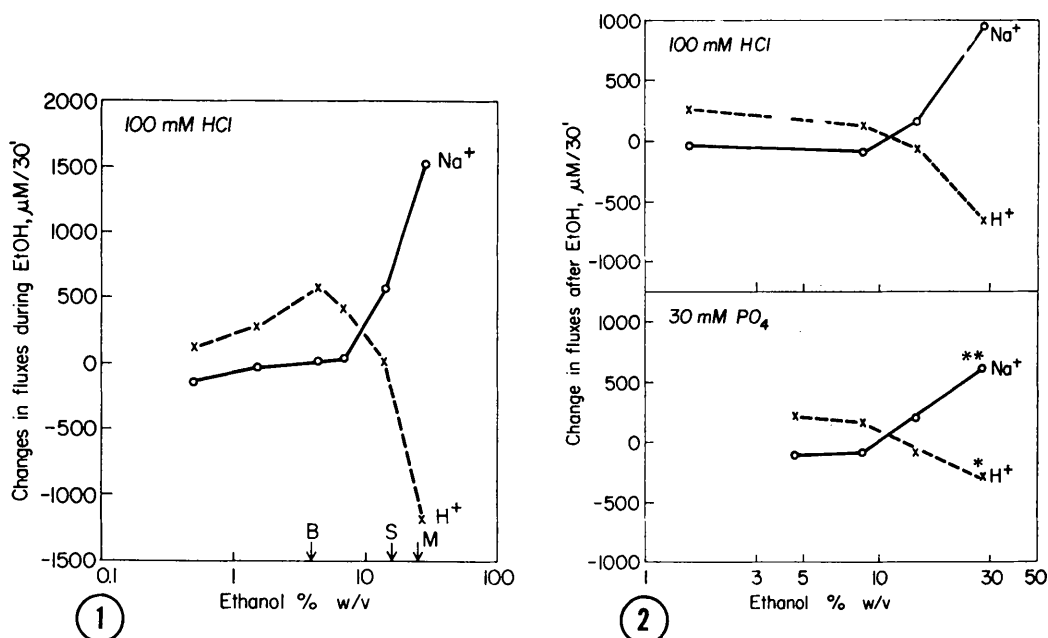 100 mM HCl
Na⁺
H⁺
B
S
M
2000
1500
1000
500
0
-500
-1000
-1500
0.1
1
10
100
Changes in fluxes during EtOH, μM/30'
Ethanol % w/v
1
100 mM HCl
Na⁺
H⁺
1000
500
0
-500
-1000
30 mM PO₄
**
Na⁺
*
H⁺
1000
500
0
-500
-1000
1
3
5
10
30
50
Change in fluxes after EtOH, μM/30'
Ethanol % w/v
2